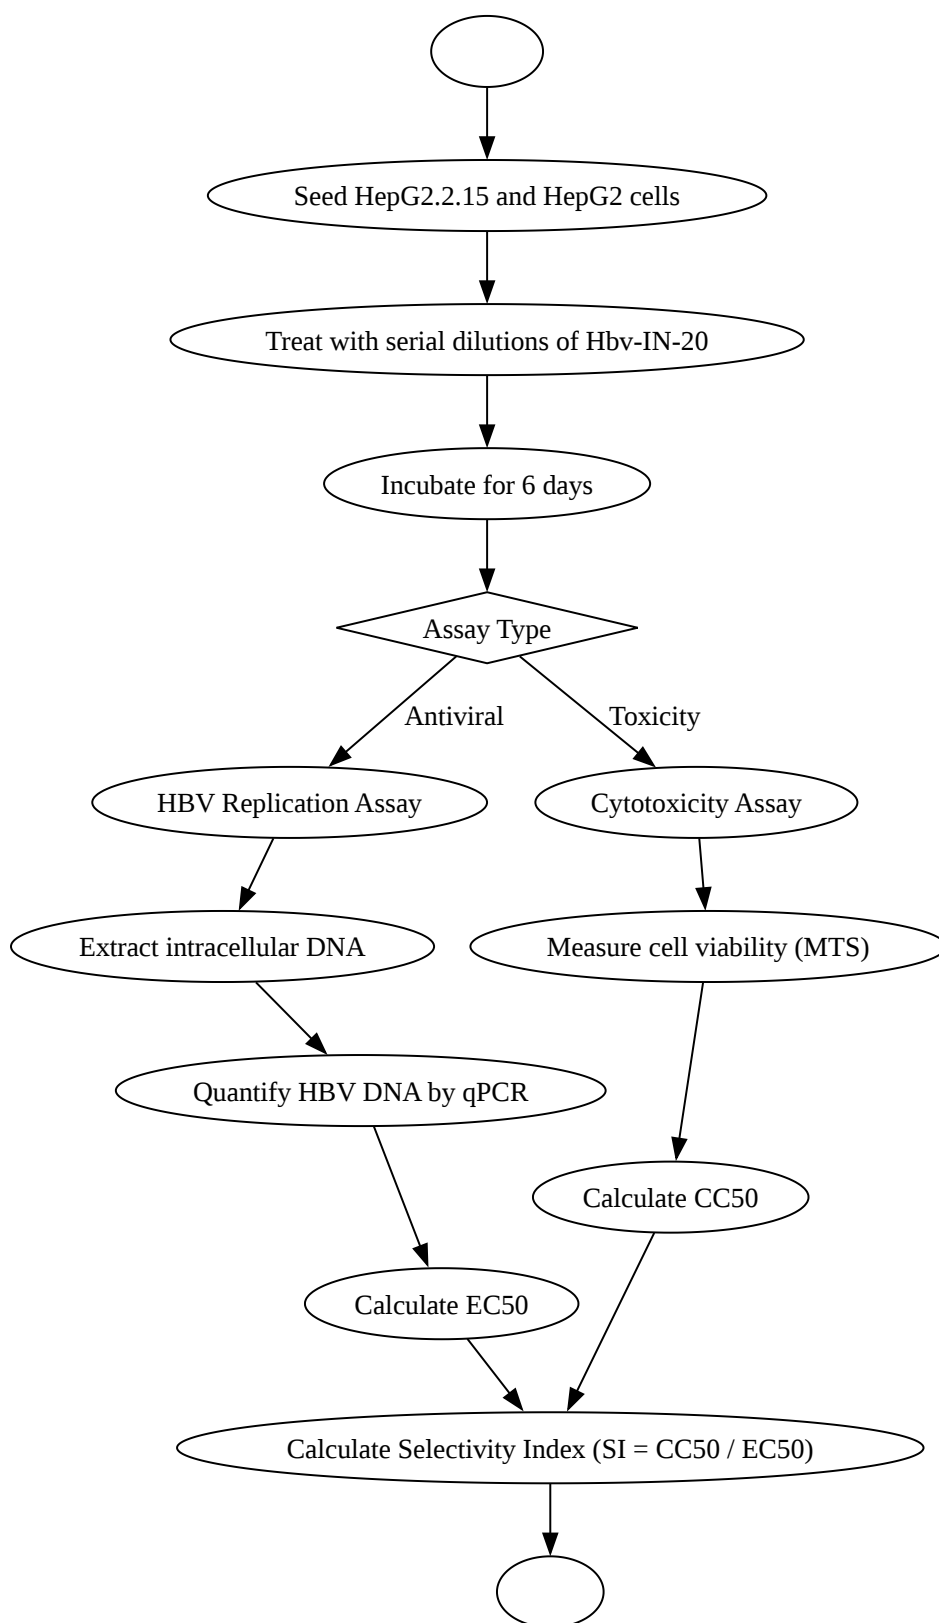 Seed HepG2.2.15 and HepG2 cells
Treat with serial dilutions of Hbv-IN-20
Incubate for 6 days
Assay Type
Antiviral
Toxicity
HBV Replication Assay
Cytotoxicity Assay
Extract intracellular DNA
Measure cell viability (MTS)
Quantify HBV DNA by qPCR
Calculate CC50
Calculate EC50
Calculate Selectivity Index (SI = CC50 / EC50)